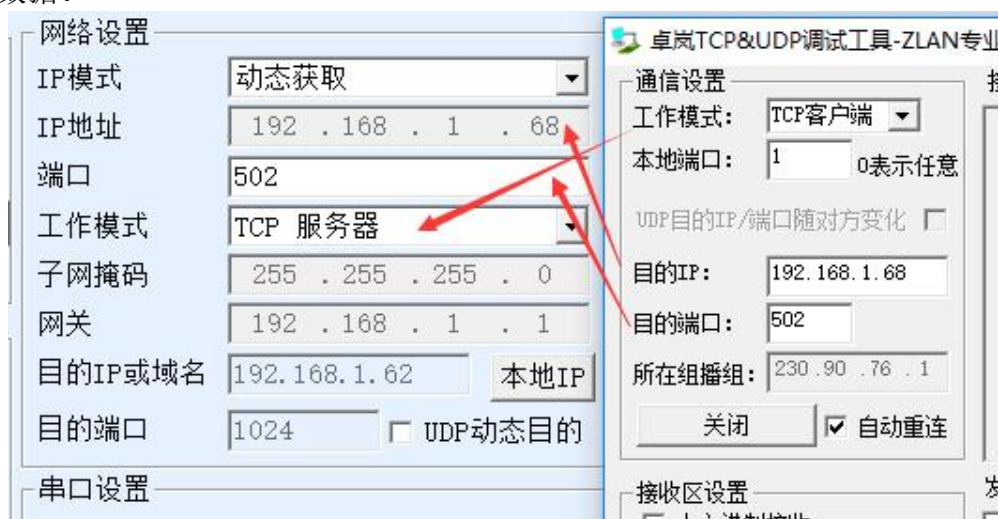 网络设置
IP模式 动态获取
IP地址 192 . 168 . 1 . 68
端口 502
工作模式 TCP 服务器
子网掩码 255 . 255 . 255 . 0
网关 192 . 168 . 1 . 1
目的IP或域名 192.168.1.62 本地IP
目的端口 1024 UDP动态目的
串口设置
卓岚TCP&UDP调试工具-ZLAN专业
通信设置
工作模式： TCP客户端
本地端口： 1 0表示任意
UDP目的IP/端口随对方变化
目的IP： 192.168.1.68
目的端口： 502
所在组播组： 230 .90 .76 . 1
关闭 自动重连
接收区设置